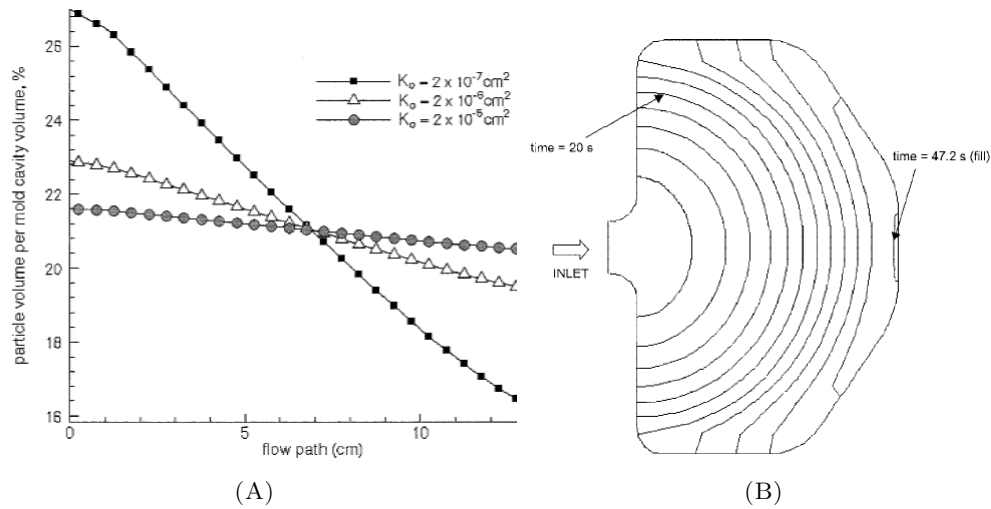 26
24
22
20
18
16
0
5
10
particle volume per mold cavity volume, %
flow path (cm)
K₀ = 2 x 10⁻⁷cm²
K₀ = 2 x 10⁻⁶cm²
K₀ = 2 x 10⁻⁵cm²
(A)
time = 20 s
time = 47.2 s (fill)
INLET
(B)